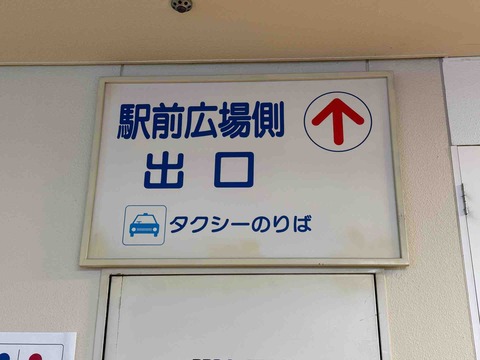 駅前広場側
出口
タクシーのりば